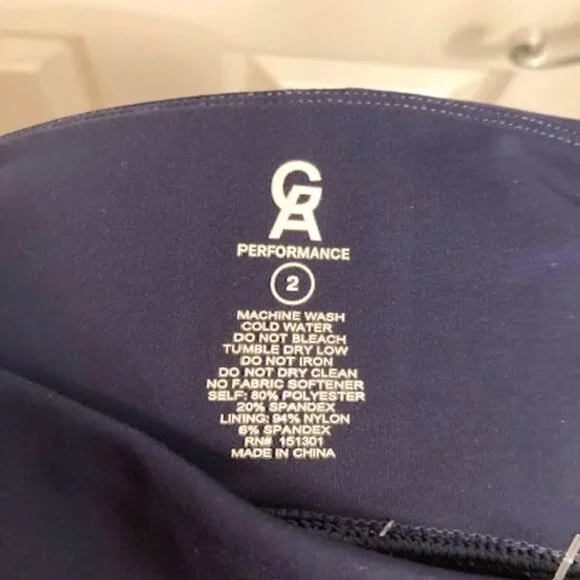 GA
PERFORMANCE
2
MACHINE WASH
COLD WATER
DO NOT BLEACH
TUMBLE DRY LOW
DO NOT IRON
DO NOT DRY CLEAN
NO FABRIC SOFTENER
SELF: 80% POLYESTER
20% SPANDEX
LINING: 94% NYLON
6% SPANDEX
RN# 151301
MADE IN CHINA